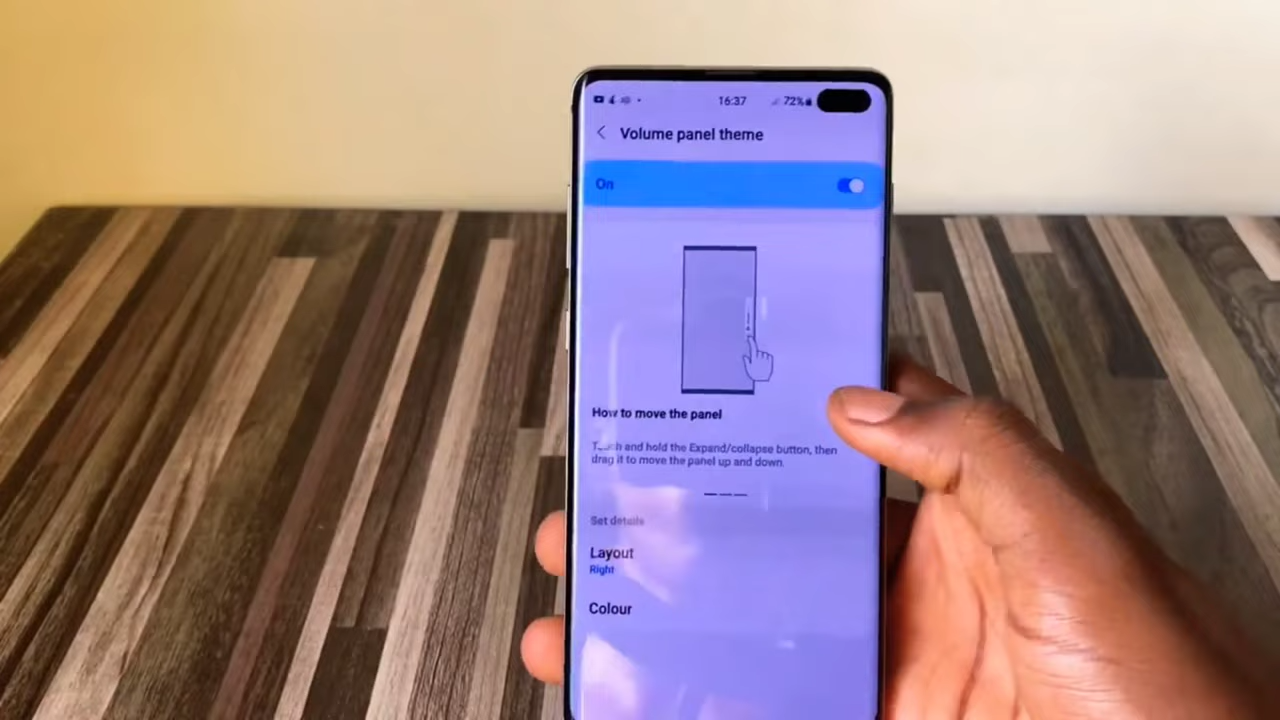 16:37
72%
Volume panel theme
On
How to move the panel
Touch and hold the Expand/collapse button, then
drag it to move the panel up and down.
Set details
Layout
Right
Colour